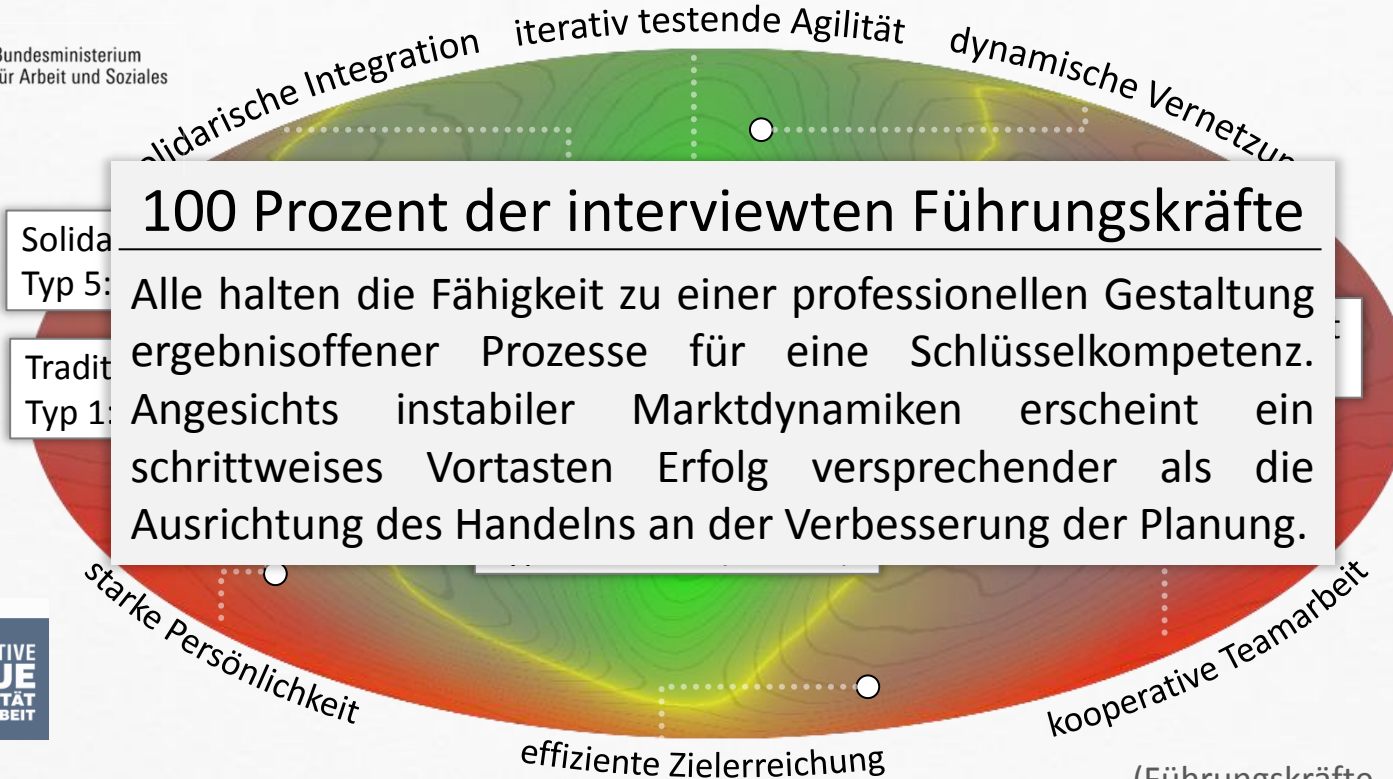 iterativ testende Agilität
dynamische
solidarische Integration
Bundesministerium
für Arbeit und Soziales
100 Prozent der interviewten Führungskräfte
Typ 5:
Alle halten die Fähigkeit zu einer professionellen Gestaltung
ergebnisoffener Prozesse für eine Schlüsselkompetenz.
Typ 1:
Angesichts instabiler Marktdynamiken erscheint ein
schrittweises Vortasten Erfolg versprechender als die
Ausrichtung des Handelns an der Verbesserung der Planung.
starke Persönlichkeit
kooperative Teamarbeit
effiziente Zielerreichung
(Führungskräfte